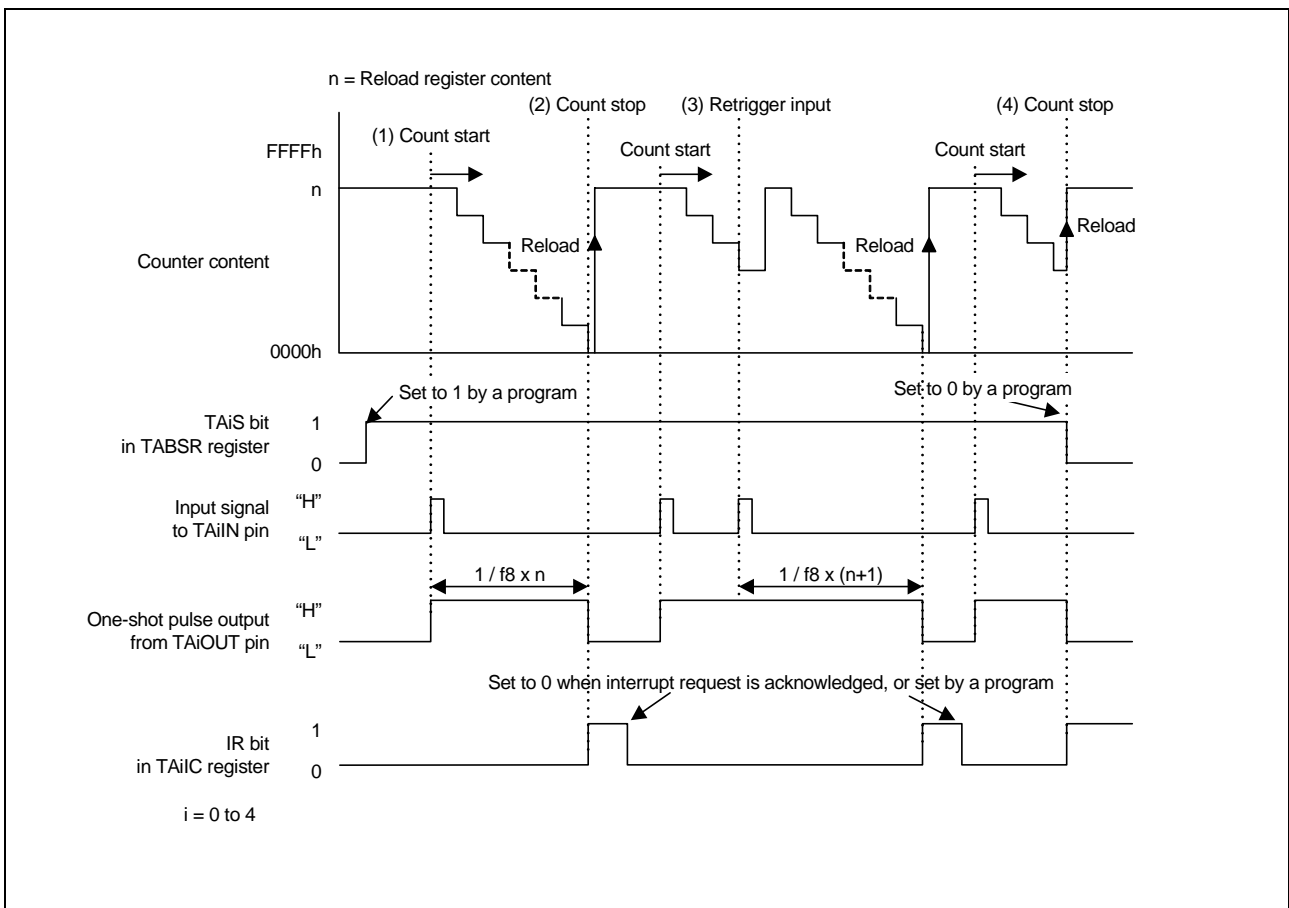 n = Reload register content
(2) Count stop
(3) Retrigger input
(4) Count stop
(1) Count start
Count start
Count start
FFFFh
n
Reload
Reload
Reload
Counter content
0000h
Set to 1 by a program
Set to 0 by a program
TAiS bit
in TABSR register
1
0
Input signal
to TAiIN pin
“H”
“L”
1 / f8 x n
1 / f8 x (n+1)
One-shot pulse output
from TAiOUT pin
“H”
“L”
Set to 0 when interrupt request is acknowledged, or set by a program
IR bit
in TAiIC register
1
0
i = 0 to 4